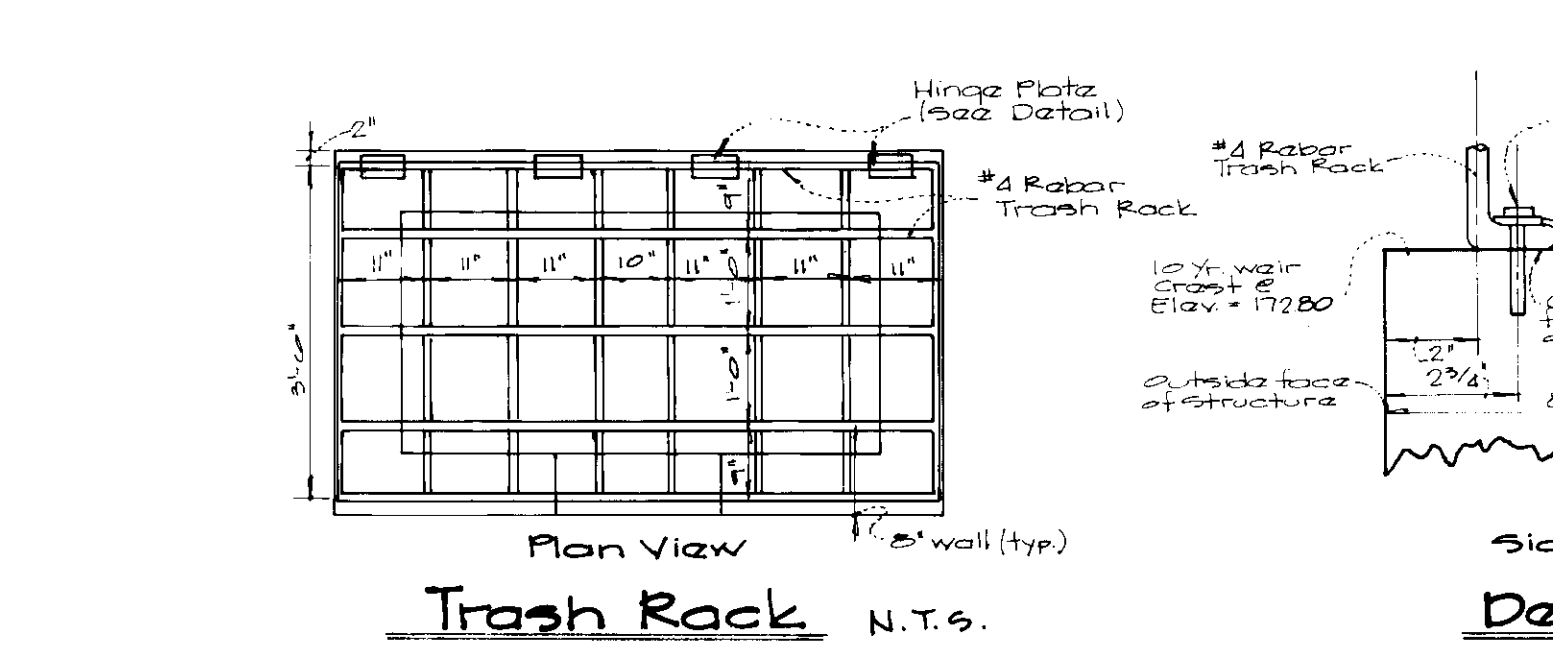 Hinge Plate
(See Detail)
2"
#4 Rebar
Trash Rack
9"
11" 11" 11" 10" 11" 11" 11"
1'-0"
3'-6"
1'-0"
9"
8" wall (typ.)
Plan View
Trash Rack N.T.S.
#4 Rebar
Trash Rack
10 Yr. weir
Crest @
Elev. = 172.80
2"
2 3/4"
Outside face
of structure